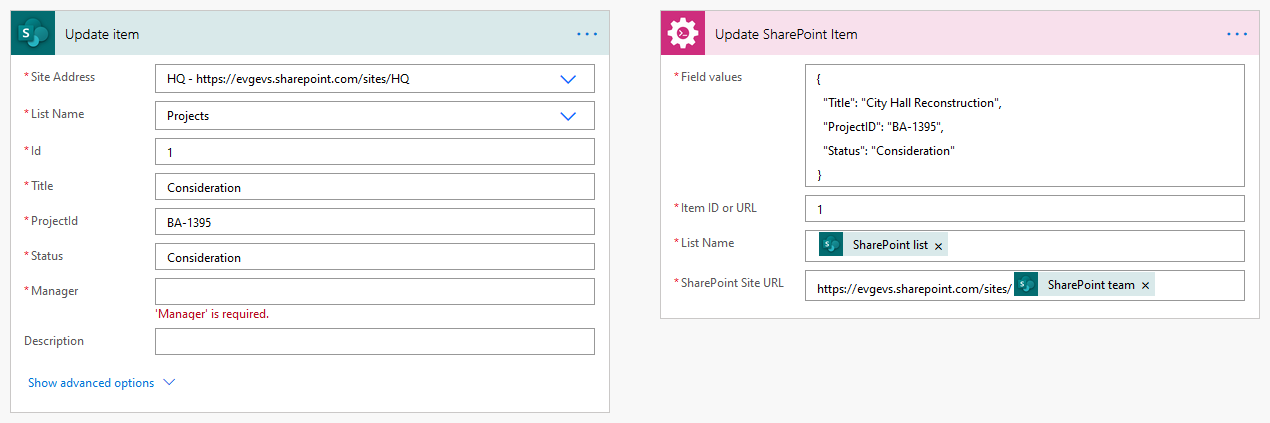 Update item
...
* Site Address
HQ - https://evgevs.sharepoint.com/sites/HQ
* List Name
Projects
* Id
1
* Title
Consideration
* ProjectId
BA-1395
* Status
Consideration
* Manager
'Manager' is required.
Description
Show advanced options
Update SharePoint Item
...
* Field values
{
"Title": "City Hall Reconstruction",
"ProjectID": "BA-1395",
"Status": "Consideration"
}
* Item ID or URL
1
* List Name
SharePoint list ×
* SharePoint Site URL
https://evgevs.sharepoint.com/sites/ SharePoint team ×